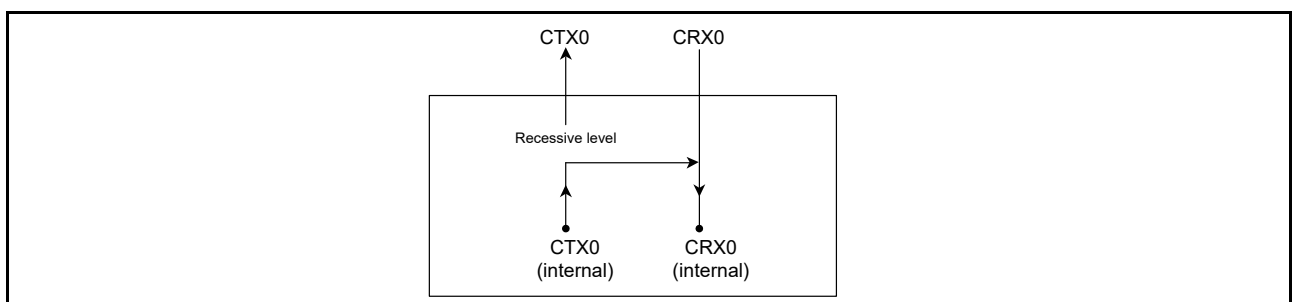 CTX0 CRX0
Recessive level
CTX0 CRX0
(internal) (internal)